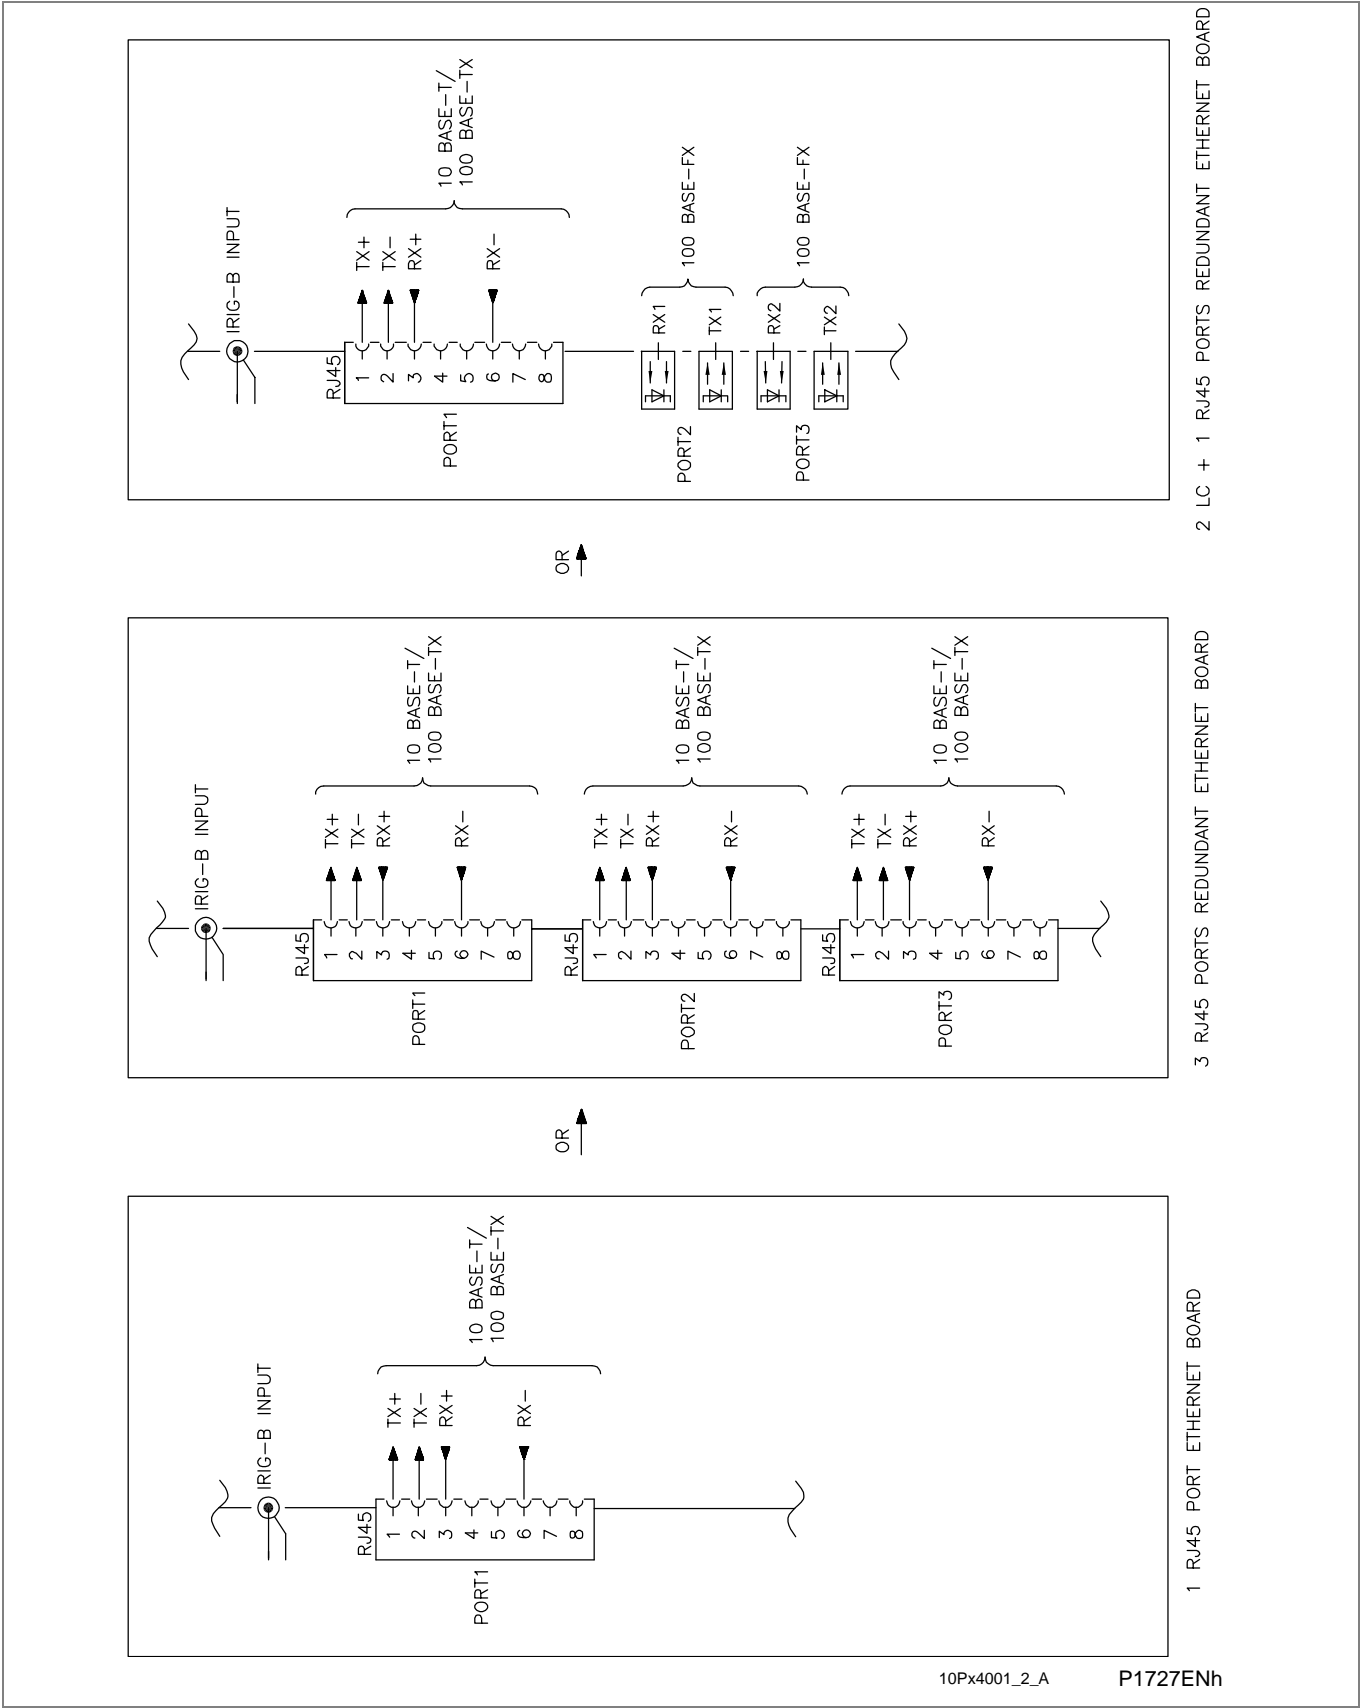 IRIG-B INPUT
RJ45
1
2
3
4
5
6
7
8
TX+
TX-
RX+
RX-
10 BASE-T/
100 BASE-TX
PORT1
RX1
TX1
100 BASE-FX
PORT2
RX2
TX2
100 BASE-FX
PORT3
2 LC + 1 RJ45 PORTS REDUNDANT ETHERNET BOARD
OR
IRIG-B INPUT
RJ45
1
2
3
4
5
6
7
8
TX+
TX-
RX+
RX-
10 BASE-T/
100 BASE-TX
PORT1
RJ45
1
2
3
4
5
6
7
8
TX+
TX-
RX+
RX-
10 BASE-T/
100 BASE-TX
PORT2
RJ45
1
2
3
4
5
6
7
8
TX+
TX-
RX+
RX-
10 BASE-T/
100 BASE-TX
PORT3
3 RJ45 PORTS REDUNDANT ETHERNET BOARD
OR
IRIG-B INPUT
RJ45
1
2
3
4
5
6
7
8
TX+
TX-
RX+
RX-
10 BASE-T/
100 BASE-TX
PORT1
1 RJ45 PORT ETHERNET BOARD
10Px4001_2_A
P1727ENh